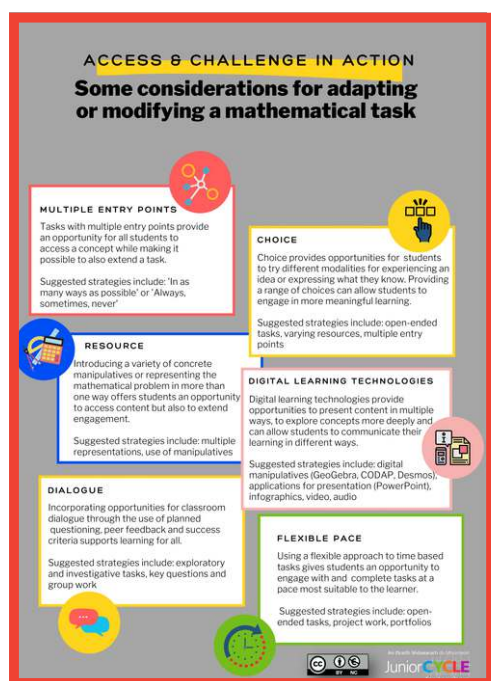 ACCESS & CHALLENGE IN ACTION
Some considerations for adapting
or modifying a mathematical task
MULTIPLE ENTRY POINTS
Tasks with multiple entry points provide
an opportunity for all students to
access a concept while making it
possible to also extend a task.
Suggested strategies include: 'In as
many ways as possible' or 'Always,
sometimes, never'
CHOICE
Choice provides opportunities for students
to try different modalities for experiencing an
idea or expressing what they know. Providing
a range of choices can allow students to
engage in more meaningful learning.
Suggested strategies include: open-ended
tasks, varying resources, multiple entry
points
RESOURCE
Introducing a variety of concrete
manipulatives or representing the
mathematical problem in more than
one way offers students an opportunity
to access content but also to extend
engagement.
Suggested strategies include: multiple
representations, use of manipulatives
DIGITAL LEARNING TECHNOLOGIES
Digital learning technologies provide
opportunities to present content in multiple
ways, to explore concepts more deeply and
can allow students to communicate their
learning in different ways.
Suggested strategies include: digital
manipulatives (GeoGebra, CODAP, Desmos),
applications for presentation (PowerPoint),
infographics, video, audio
DIALOGUE
Incorporating opportunities for classroom
dialogue through the use of planned
questioning, peer feedback and success
criteria supports learning for all.
Suggested strategies include: exploratory
and investigative tasks, key questions and
group work
FLEXIBLE PACE
Using a flexible approach to time based
tasks gives students an opportunity to
engage with and complete tasks at a
pace most suitable to the learner.
Suggested strategies include: open-
ended tasks, project work, portfolios
cc
BY NC
JuniorCYCLE